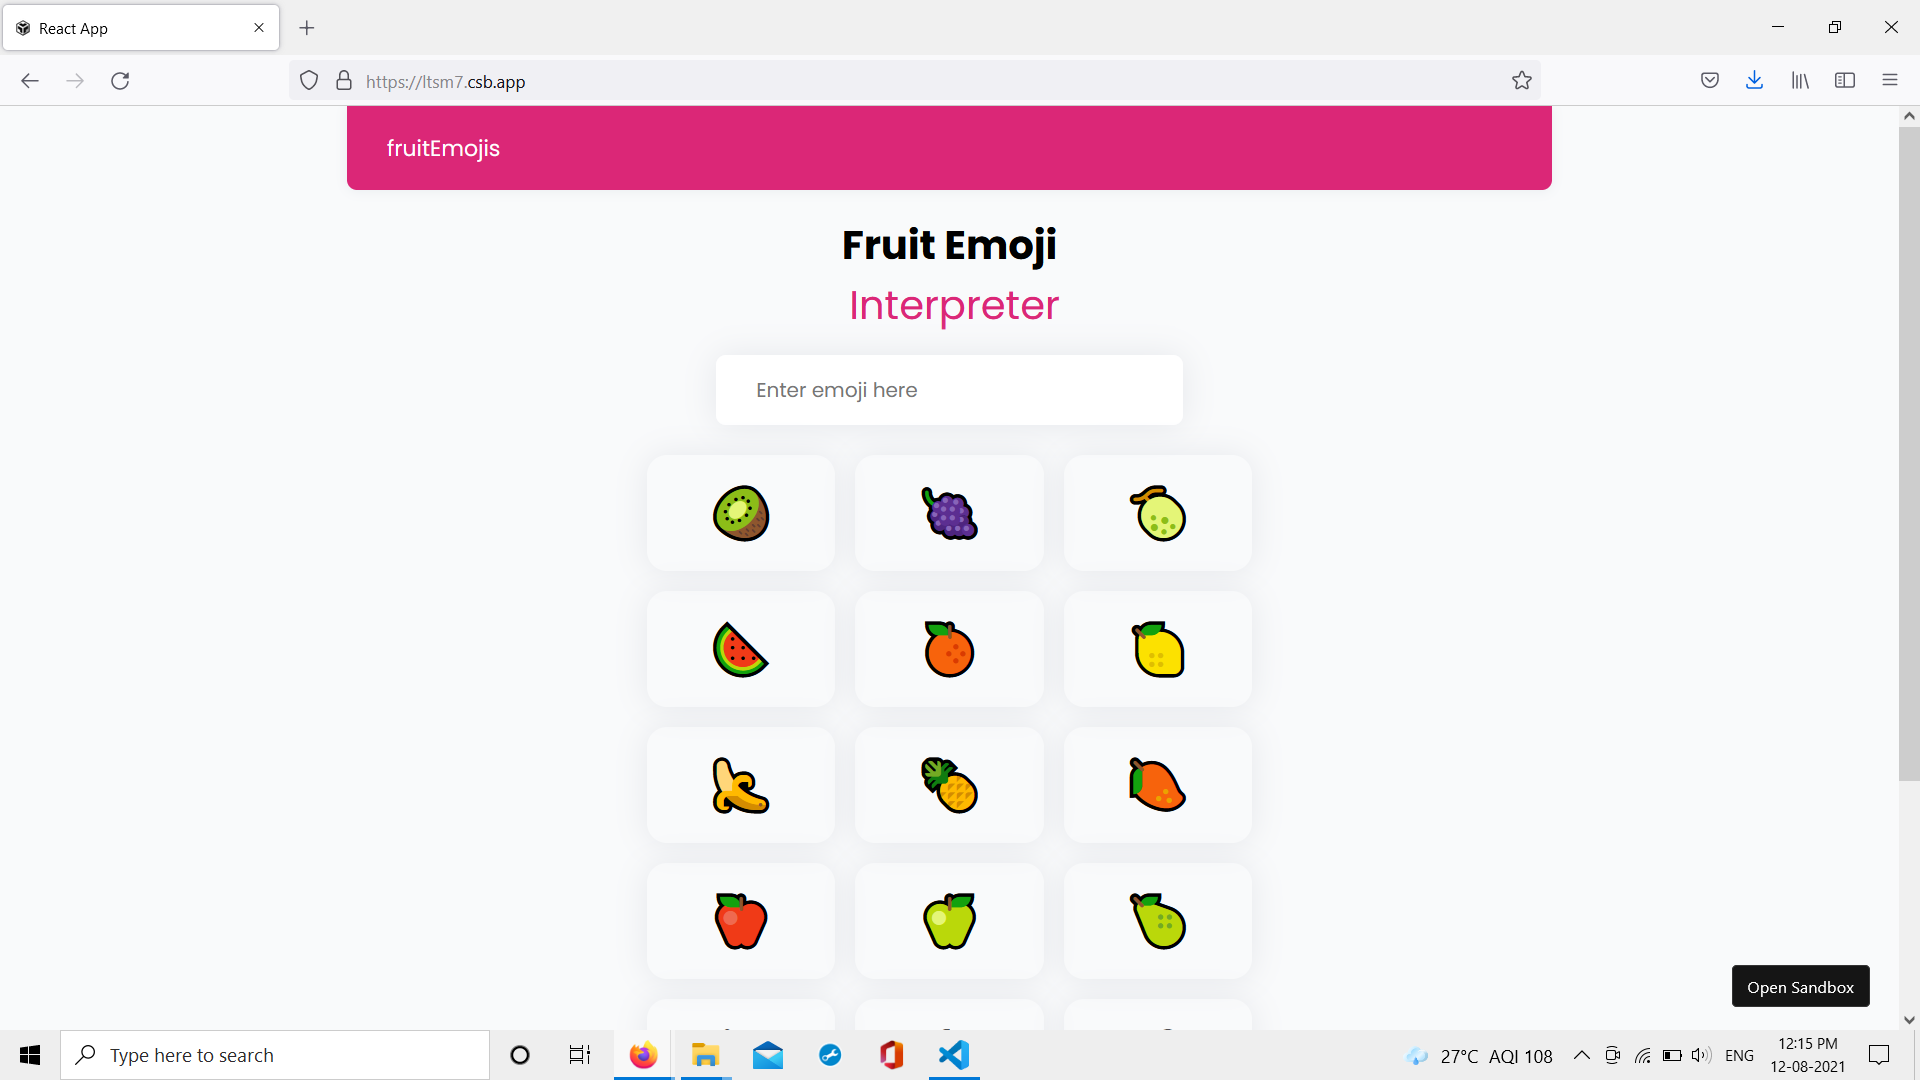 React App
https://ltsm7.csb.app
fruitEmojis
Fruit Emoji
Interpreter
Enter emoji here
Open Sandbox
Type here to search
27°C AQI 108
ENG
12:15 PM
12-08-2021